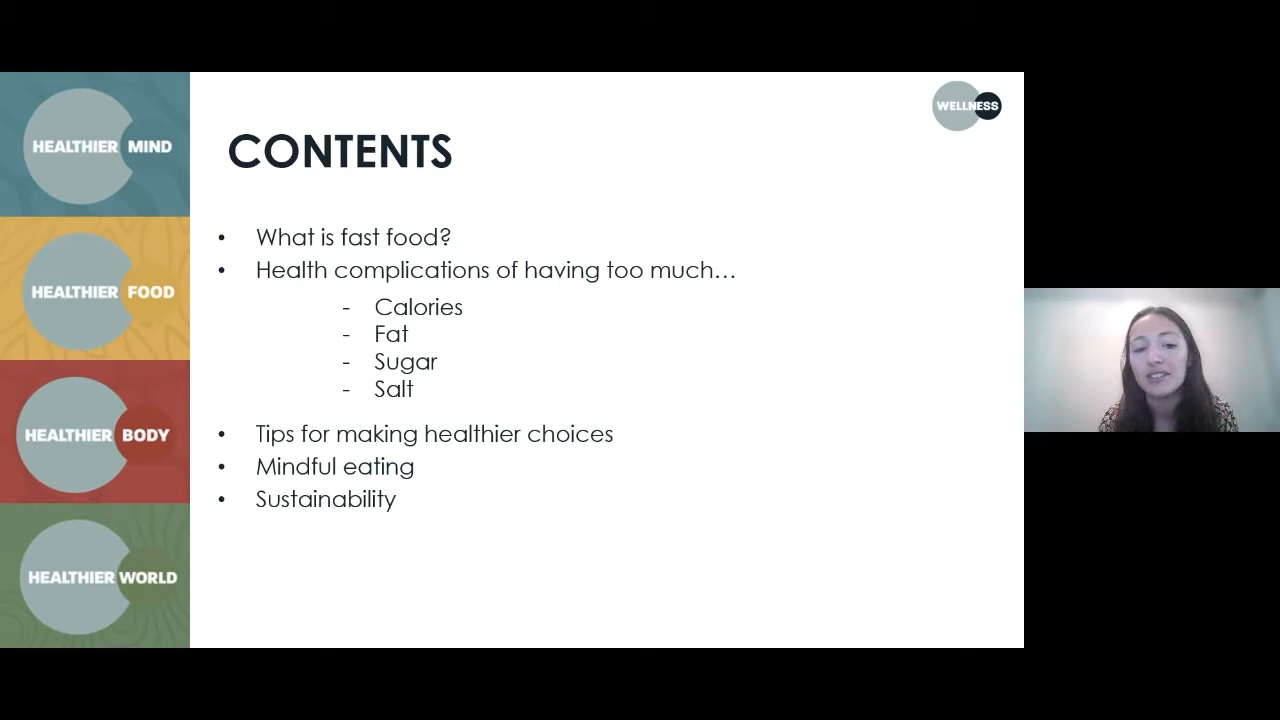 HEALTHIER MIND
HEALTHIER FOOD
HEALTHIER BODY
HEALTHIER WORLD
WELLNESS
CONTENTS
• What is fast food?
• Health complications of having too much…
- Calories
- Fat
- Sugar
- Salt
• Tips for making healthier choices
• Mindful eating
• Sustainability